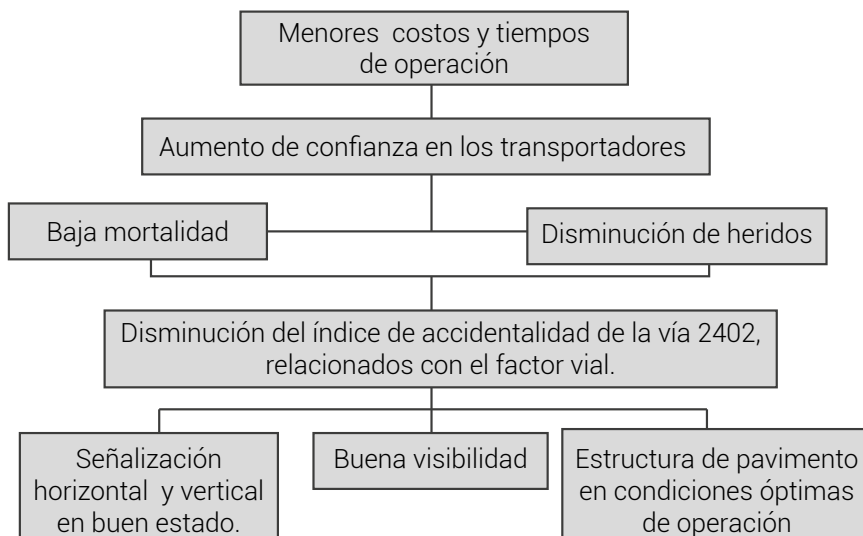 Menores costos y tiempos
de operación
Aumento de confianza en los transportadores
Baja mortalidad
Disminución de heridos
Disminución del índice de accidentalidad de la vía 2402,
relacionados con el factor vial.
Señalización
horizontal y vertical
en buen estado.
Buena visibilidad
Estructura de pavimento
en condiciones óptimas
de operación